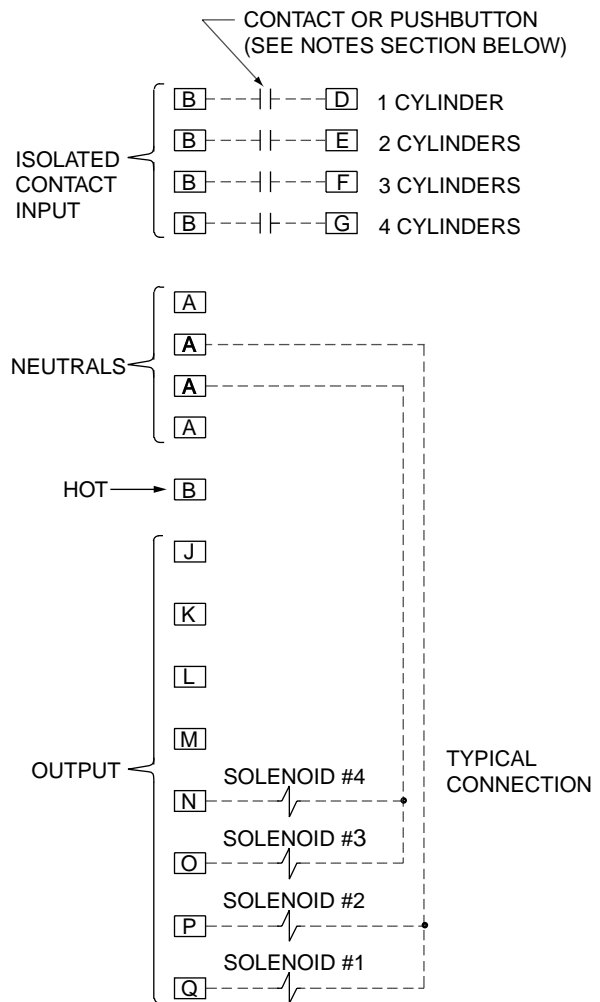 CONTACT OR PUSHBUTTON
(SEE NOTES SECTION BELOW)
B D 1 CYLINDER
B E 2 CYLINDERS
ISOLATED
CONTACT
INPUT
B F 3 CYLINDERS
B G 4 CYLINDERS
A
A
NEUTRALS
A
A
HOT B
J
K
L
M
OUTPUT
TYPICAL
CONNECTION
SOLENOID #4
N
SOLENOID #3
O
SOLENOID #2
P
SOLENOID #1
Q